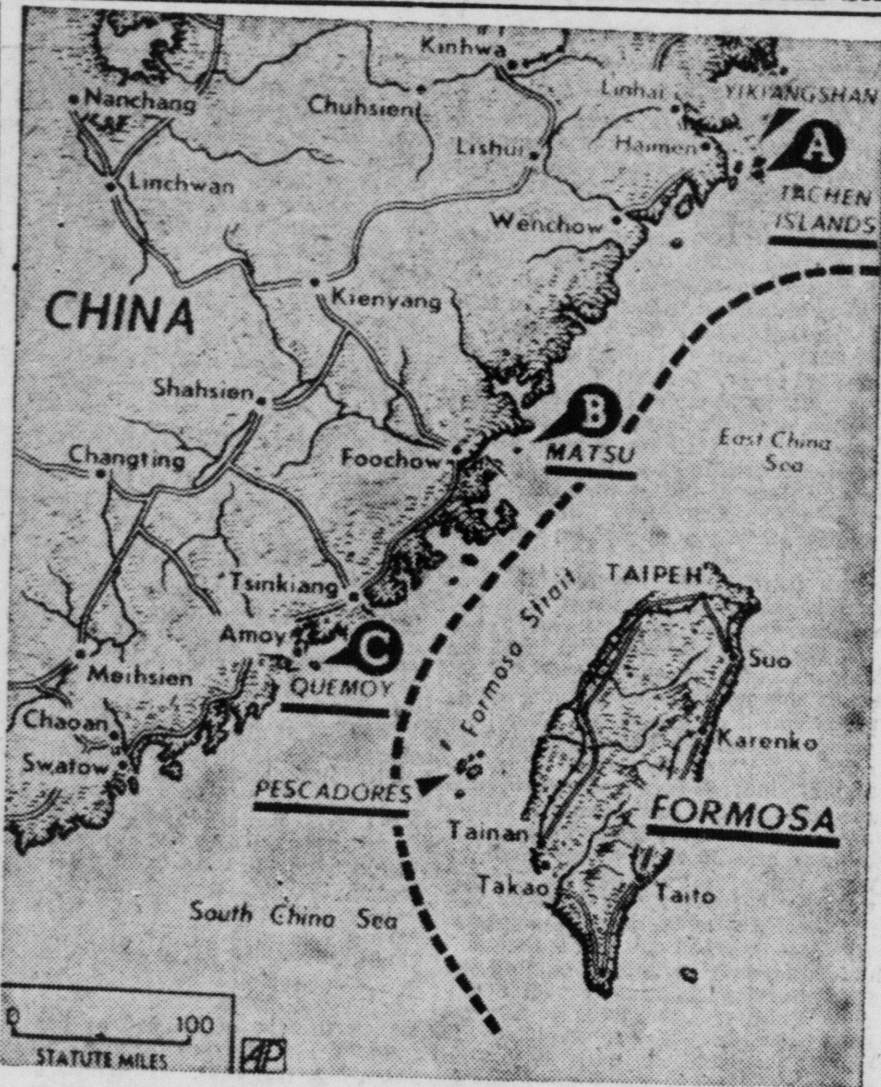 Kinhwa
Nanchang
Chuhsien
Linhai
YIKIANGSHAN
Lishui
Haimen
A
Linchwan
TACHEN
ISLANDS
Wenchow
CHINA
Kienyang
Shahsien
B
Changting
Foochow
MATSU
East China
Sea
Tsinkiang
Formosa Strait
TAIPEH
Amoy
C
Suo
Meihsien
QUEMOY
Chaoan
Karenko
Swatow
PESCADORES
FORMOSA
Tainan
Takao
Taito
South China Sea
0 100
STATUTE MILES
AP